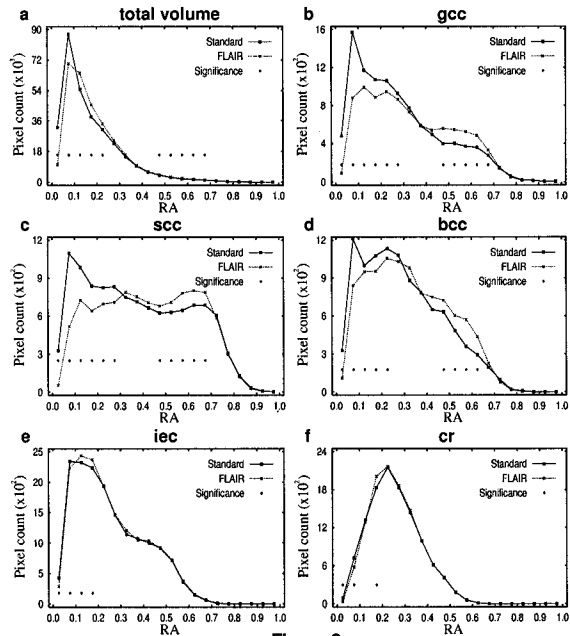 a total volume
Pixel count (x10³)
90
72
54
36
18
0
Standard
FLAIR
Significance
0.0 0.1 0.2 0.3 0.4 0.5 0.6 0.7 0.8 0.9 1.0
RA
b gcc
Pixel count (x10²)
16
12
8
4
0
Standard
FLAIR
Significance
0.0 0.1 0.2 0.3 0.4 0.5 0.6 0.7 0.8 0.9 1.0
RA
c scc
Pixel count (x10²)
12
9
6
3
0
Standard
FLAIR
Significance
0.0 0.1 0.2 0.3 0.4 0.5 0.6 0.7 0.8 0.9 1.0
RA
d bcc
Pixel count (x10²)
12
9
6
3
0
Standard
FLAIR
Significance
0.0 0.1 0.2 0.3 0.4 0.5 0.6 0.7 0.8 0.9 1.0
RA
e iec
Pixel count (x10²)
25
20
15
10
5
0
Standard
FLAIR
Significance
0.0 0.1 0.2 0.3 0.4 0.5 0.6 0.7 0.8 0.9 1.0
RA
f cr
Pixel count (x10²)
24
18
12
6
0
Standard
FLAIR
Significance
0.0 0.1 0.2 0.3 0.4 0.5 0.6 0.7 0.8 0.9 1.0
RA